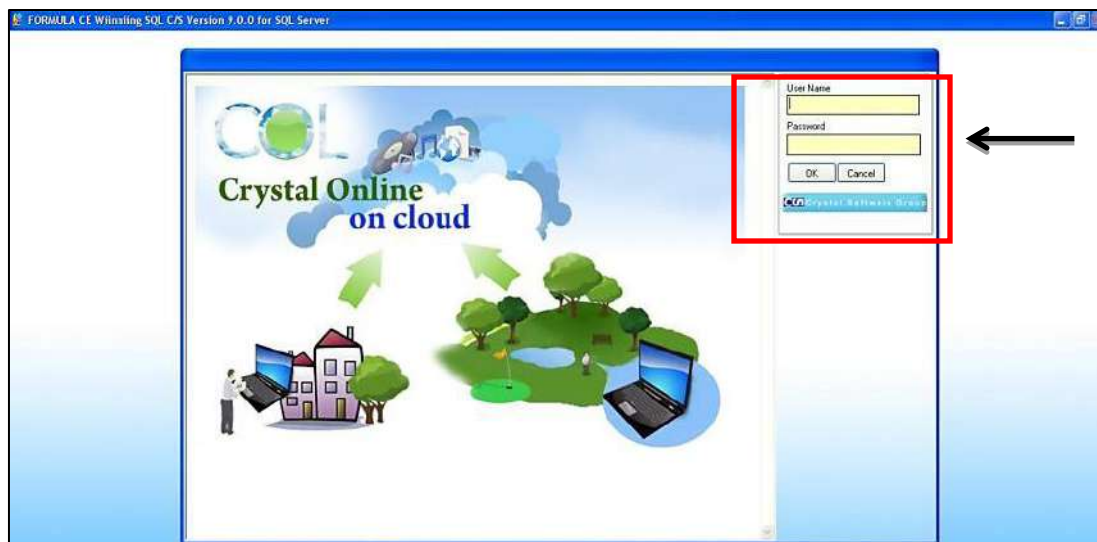 FORMULA CE Wiinxling SQL C/S Version 9.0.0 for SQL Server
COL
Crystal Online
on cloud
User Name
Password
OK Cancel
Crystal Software Group